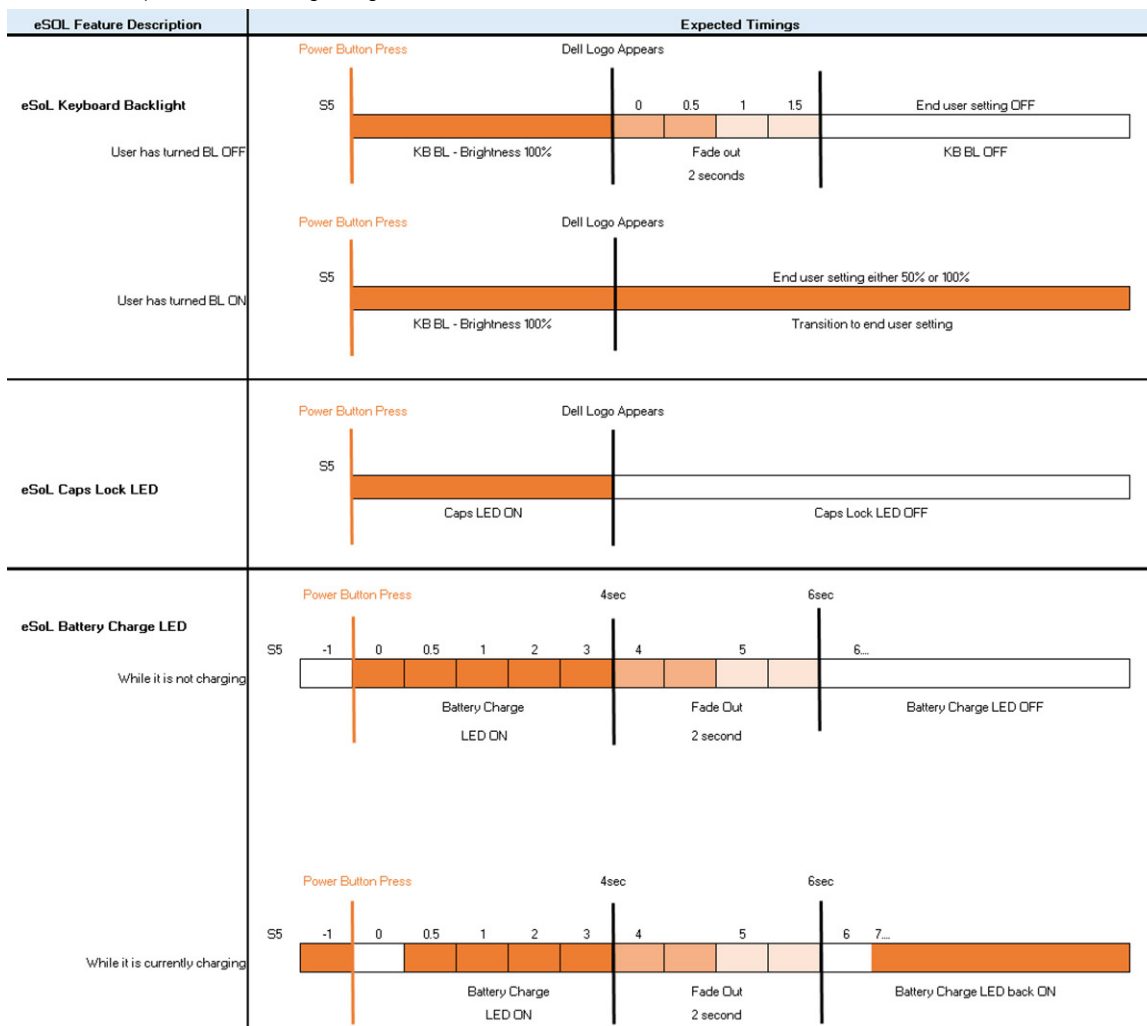 eSOL Feature Description
Expected Timings
Power Button Press
Dell Logo Appears
eSoL Keyboard Backlight
S5
0 0.5 1 1.5
End user setting OFF
User has turned BL OFF
KB BL - Brightness 100%
Fade out
KB BL OFF
2 seconds
Power Button Press
Dell Logo Appears
S5
End user setting either 50% or 100%
User has turned BL ON
KB BL - Brightness 100%
Transition to end user setting
Power Button Press
Dell Logo Appears
S5
eSoL Caps Lock LED
Caps LED ON
Caps Lock LED OFF
Power Button Press
4sec
6sec
eSoL Battery Charge LED
S5 -1 0 0.5 1 2 3 4 5 6....
While it is not charging
Battery Charge
Fade Out
Battery Charge LED OFF
LED ON
2 second
Power Button Press
4sec
6sec
S5 -1 0 0.5 1 2 3 4 5 6 7....
While it is currently charging
Battery Charge
Fade Out
Battery Charge LED back ON
LED ON
2 second